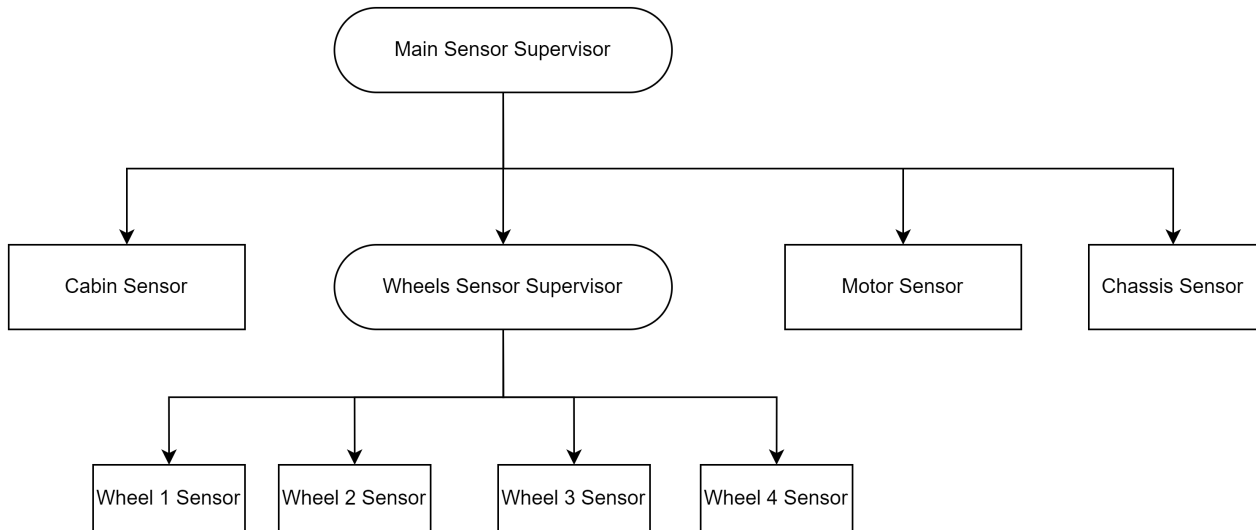 Main Sensor Supervisor
Cabin Sensor
Wheels Sensor Supervisor
Motor Sensor
Chassis Sensor
Wheel 1 Sensor
Wheel 2 Sensor
Wheel 3 Sensor
Wheel 4 Sensor